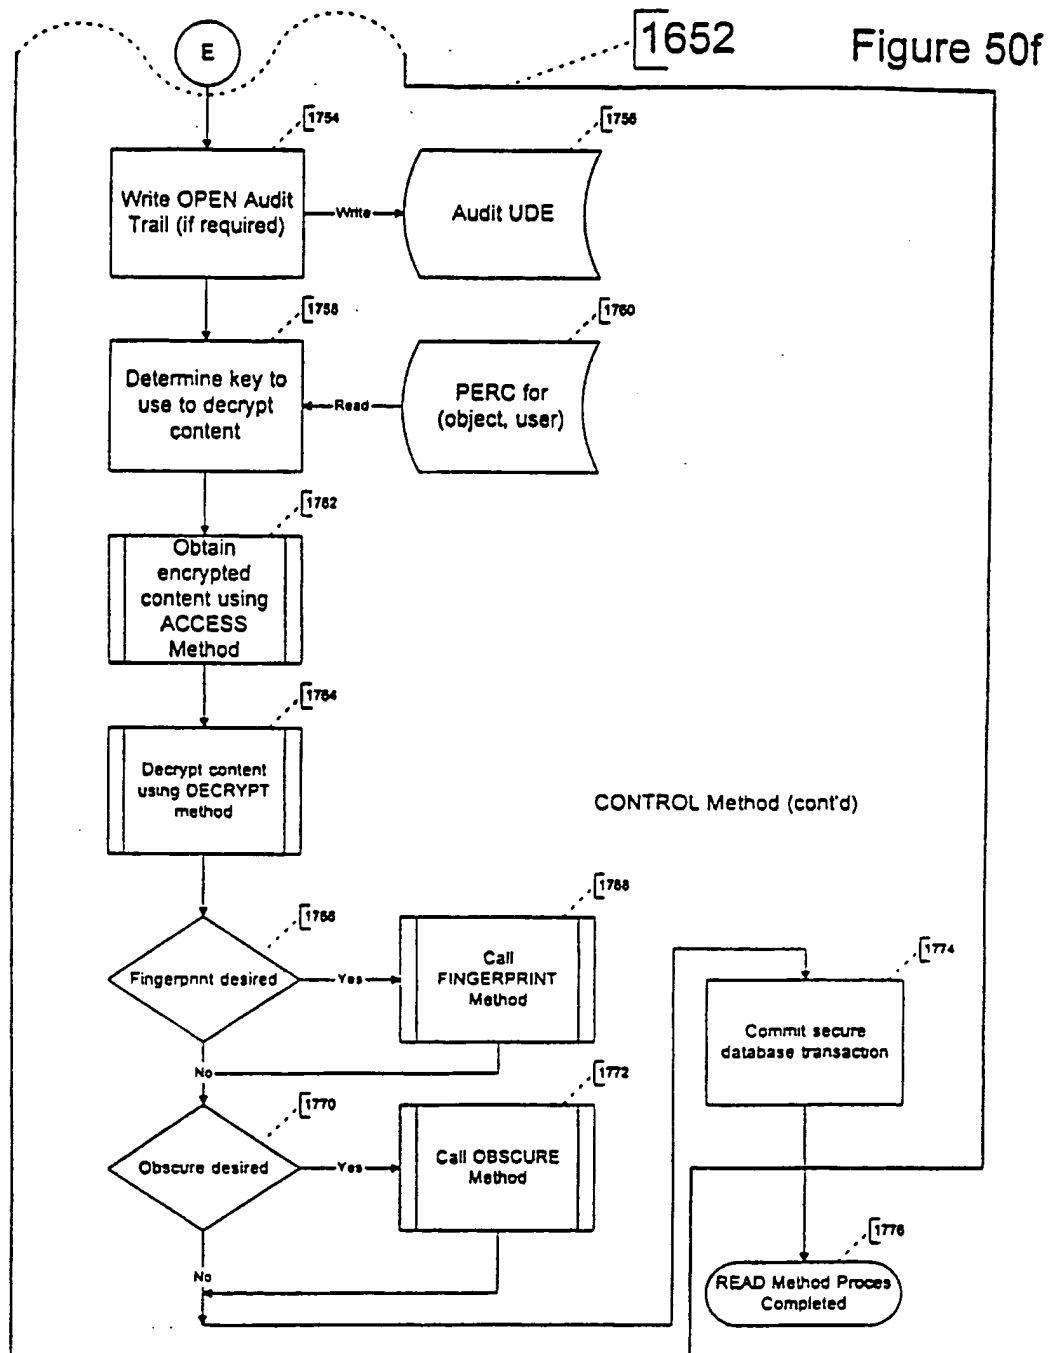 E
1652
Figure 50f
1754
Write OPEN Audit
Trail (if required)
Write
1756
Audit UDE
1758
Determine key to
use to decrypt
content
Read
1760
PERC for
(object, user)
1762
Obtain
encrypted
content using
ACCESS
Method
1764
Decrypt content
using DECRYPT
method
CONTROL Method (cont'd)
1766
Fingerprint desired
Yes
1768
Call
FINGERPRINT
Method
No
1774
Commit secure
database transaction
1770
Obscure desired
Yes
1772
Call OBSCURE
Method
No
1776
READ Method Proces
Completed